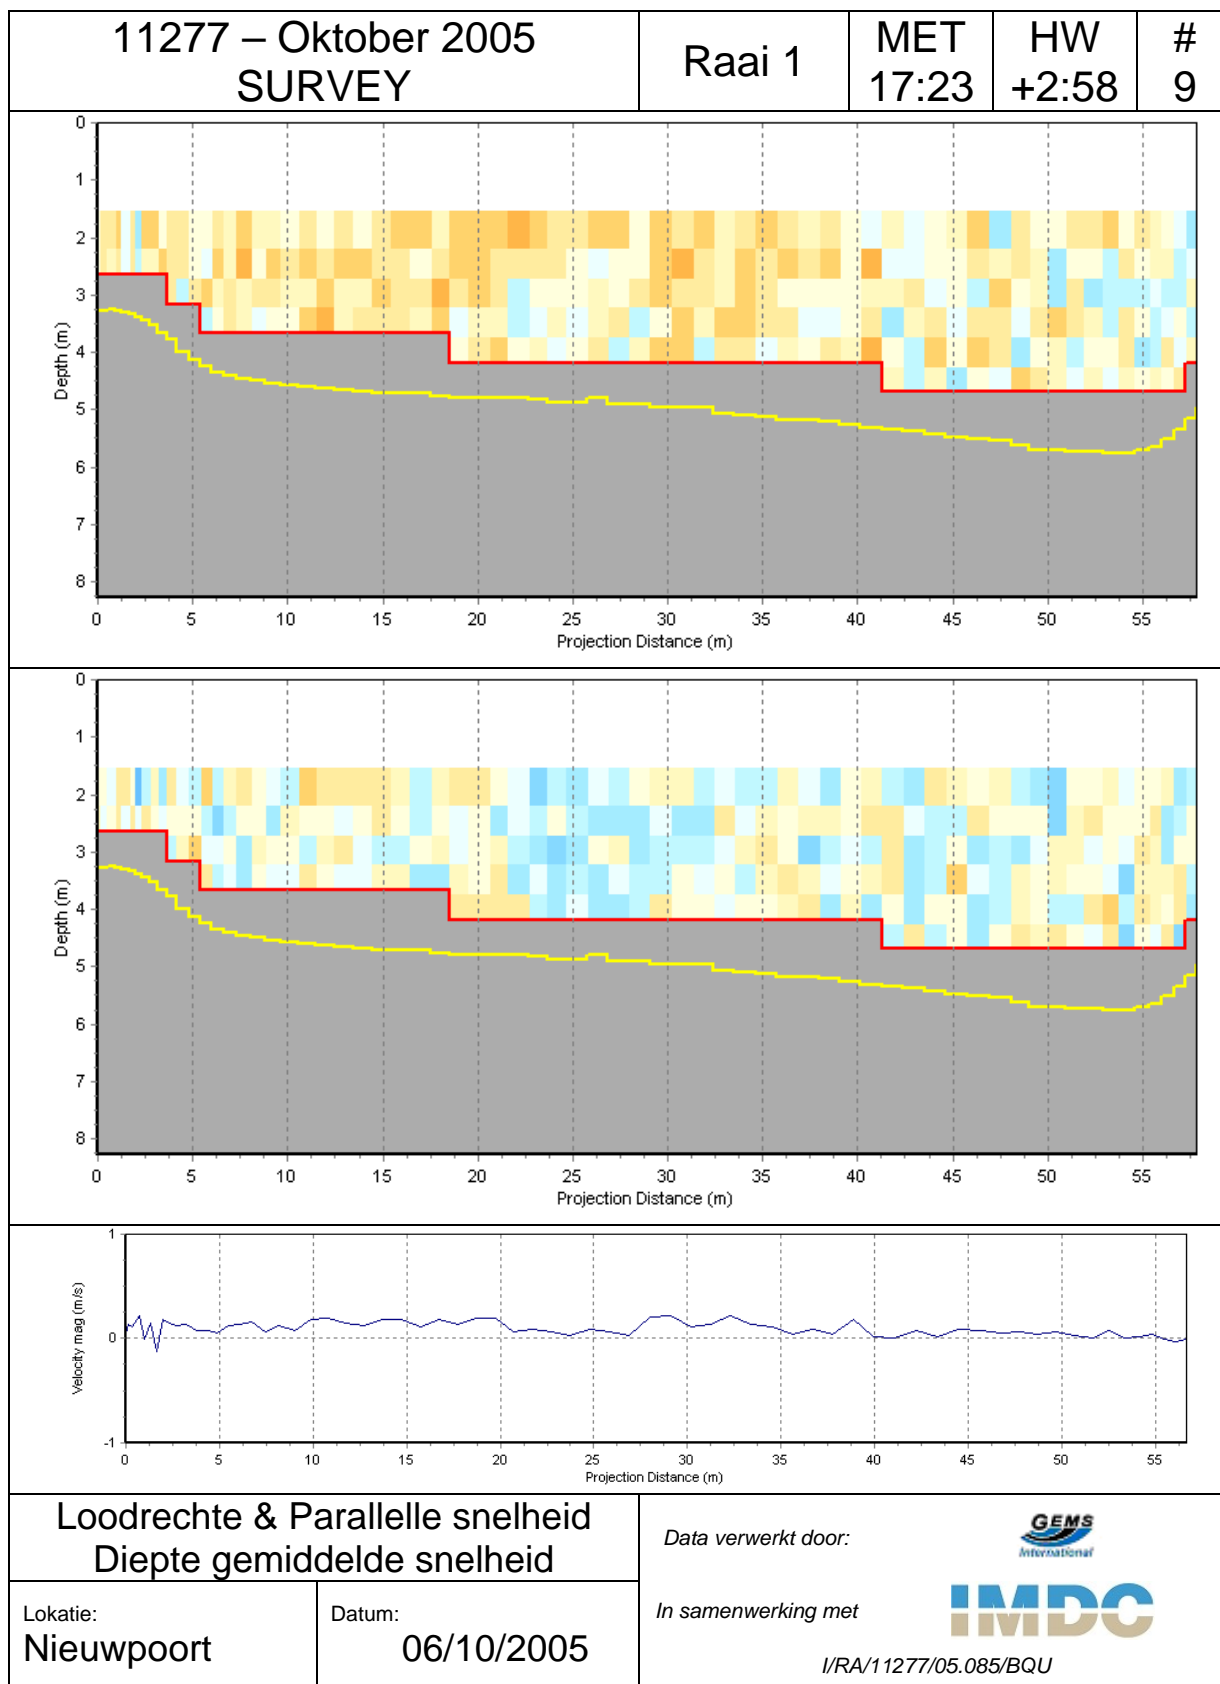 11277 – Oktober 2005
SURVEY
Raai 1
MET
17:23
HW
+2:58
#
9
0
1
2
3
4
5
6
7
8
Depth (m)
0 5 10 15 20 25 30 35 40 45 50 55
Projection Distance (m)
0
1
2
3
4
5
6
7
8
Depth (m)
0 5 10 15 20 25 30 35 40 45 50 55
Projection Distance (m)
1
0
-1
Velocity mag (m/s)
0 5 10 15 20 25 30 35 40 45 50 55
Projection Distance (m)
Loodrechte & Parallelle snelheid
Diepte gemiddelde snelheid
Data verwerkt door:
GEMS
International
Lokatie:
Nieuwpoort
Datum:
06/10/2005
In samenwerking met
IMDC
I/RA/11277/05.085/BQU